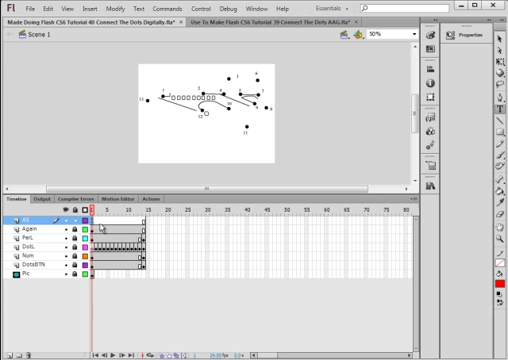 Fl File Edit View Insert Modify Text Commands Control Debug Window Help
Essentials
Made Doing Flash CS6 Tutorial 40 Connect The Dots Digitally.fla* × Use To Make Flash CS6 Tutorial 39 Connect The Dots AAG.fla* ×
Scene 1
50%
Properties
Timeline Output Compiler Errors Motion Editor Actions
1 5 10 15 20 25 30 35 40 45 50 55 60 65 70 75 80
AS
Again
DotL
Num
DotsBTN
Pic